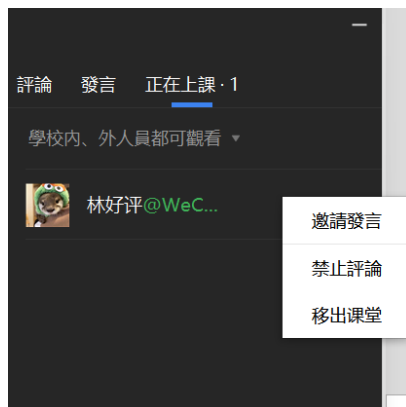 評論 發言 正在上課·1
學校內、外人員都可觀看
林好评@WeC...
邀請發言
禁止評論
移出课堂